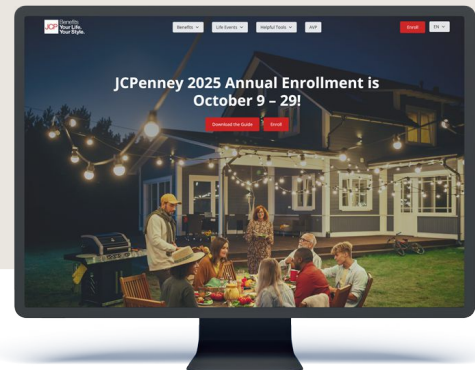 JCP
Benefits
Your Life.
Your Style.
Benefits
Life Events
Helpful Tools
AVP
Enroll
EN
JCPenney 2025 Annual Enrollment is
October 9 – 29!
Download the Guide
Enroll